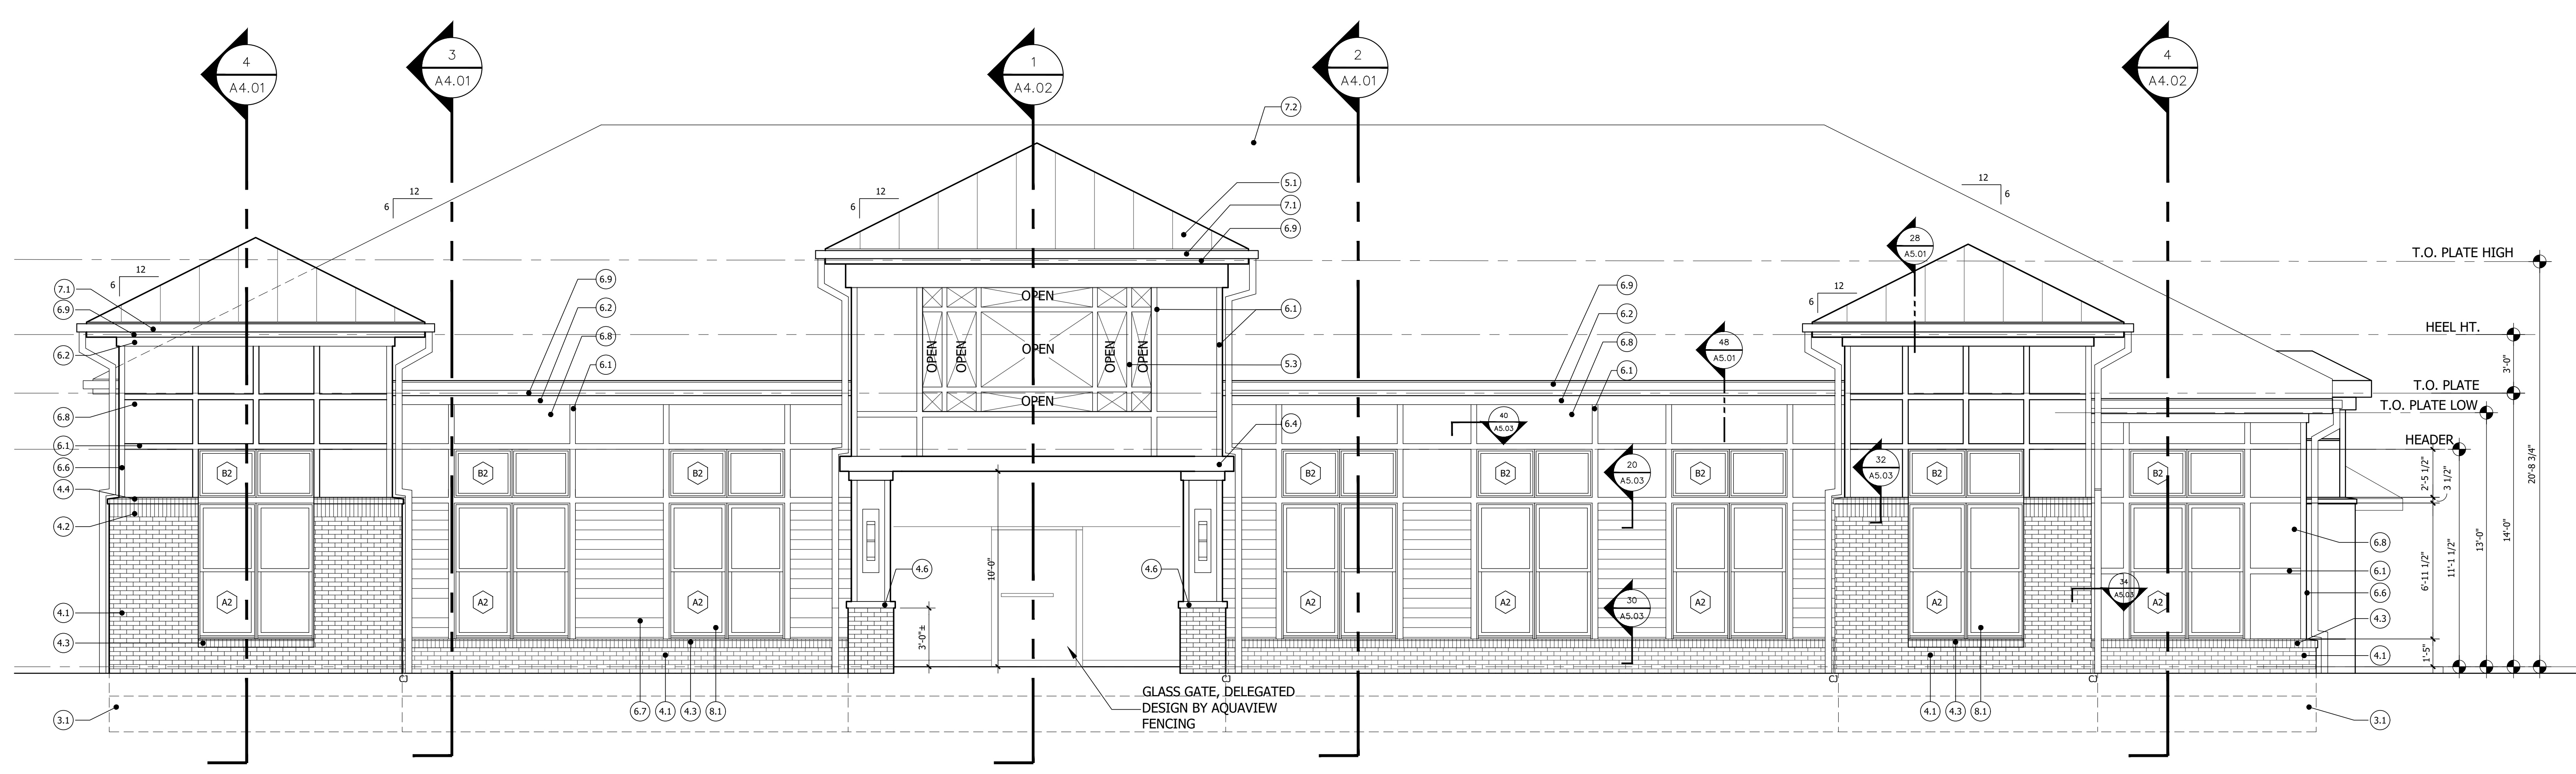 4
A4.01
3
A4.01
1
A4.02
2
A4.01
4
A4.02
7.2
12
6
12
6
12
6
12
6
12
6
5.1
7.1
6.9
28
A5.01
T.O. PLATE HIGH
7.1
6.9
6.2
6.9
6.2
6.8
6.1
OPEN
OPEN
OPEN
OPEN
OPEN
OPEN
OPEN
6.1
5.3
6.9
6.2
6.8
6.1
48
A5.01
HEEL HT.
3'-0"
T.O. PLATE
T.O. PLATE LOW
HEADER
20'-8 3/4"
6.8
6.1
6.6
4.4
4.2
4.1
4.3
6.4
40
A5.03
20
A5.03
32
A5.03
30
A5.03
34
A5.03
B2
B2
B2
B2
B2
B2
B2
B2
A2
A2
A2
A2
A2
A2
A2
A2
4.6
4.6
3'-0"±
10'-0"
2'-5 1/2"
3 1/2"
6'-11 1/2"
11'-1 1/2"
13'-0"
14'-0"
1'-5"
6.8
6.1
6.6
4.3
4.1
CJ
CJ
CJ
CJ
3.1
6.7
4.1
4.3
8.1
GLASS GATE, DELEGATED
DESIGN BY AQUAVIEW
FENCING
4.1
4.3
8.1
3.1